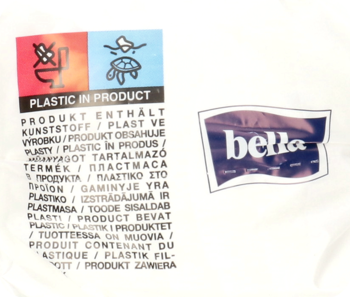 PLASTIC IN PRODUCT
PRODUKT ENTHÄLT
KUNSTSTOFF / PLAST VE
VÝROBKU / PRODUKT OBSAHUJE
PLASTY / PLASTIC ÎN PRODUS /
MŰANYAGOT TARTALMAZÓ
TERMÉK / ПЛАСТМАСА
В ПРОДУКТА / ΠΛΑΣΤΙΚΟ ΣΤΟ
ΠΡΟΪΟΝ / GAMINYJE YRA
PLASTIKO / IZSTRĀDĀJUMĀ IR
PLASTMASA / TOODE SISALDAB
PLASTI / PRODUCT BEVAT
PLASTIC / PLASTIK I PRODUKTET
/ TUOTTEESSA ON MUOVIA /
PRODUIT CONTENANT DU
PLASTIQUE / PLASTIK FIL-
PRODOTT / PRODUKT ZAWIERA
bella